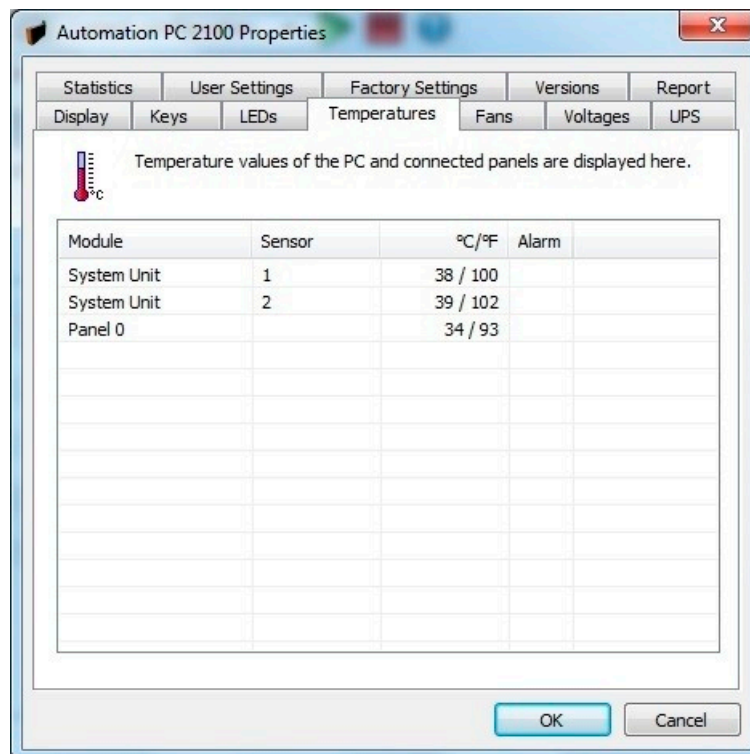 Automation PC 2100 Properties
Statistics User Settings Factory Settings Versions Report
Display Keys LEDs Temperatures Fans Voltages UPS
°C
Temperature values of the PC and connected panels are displayed here.
Module Sensor °C/°F Alarm
System Unit 1 38 / 100
System Unit 2 39 / 102
Panel 0 34 / 93
OK Cancel